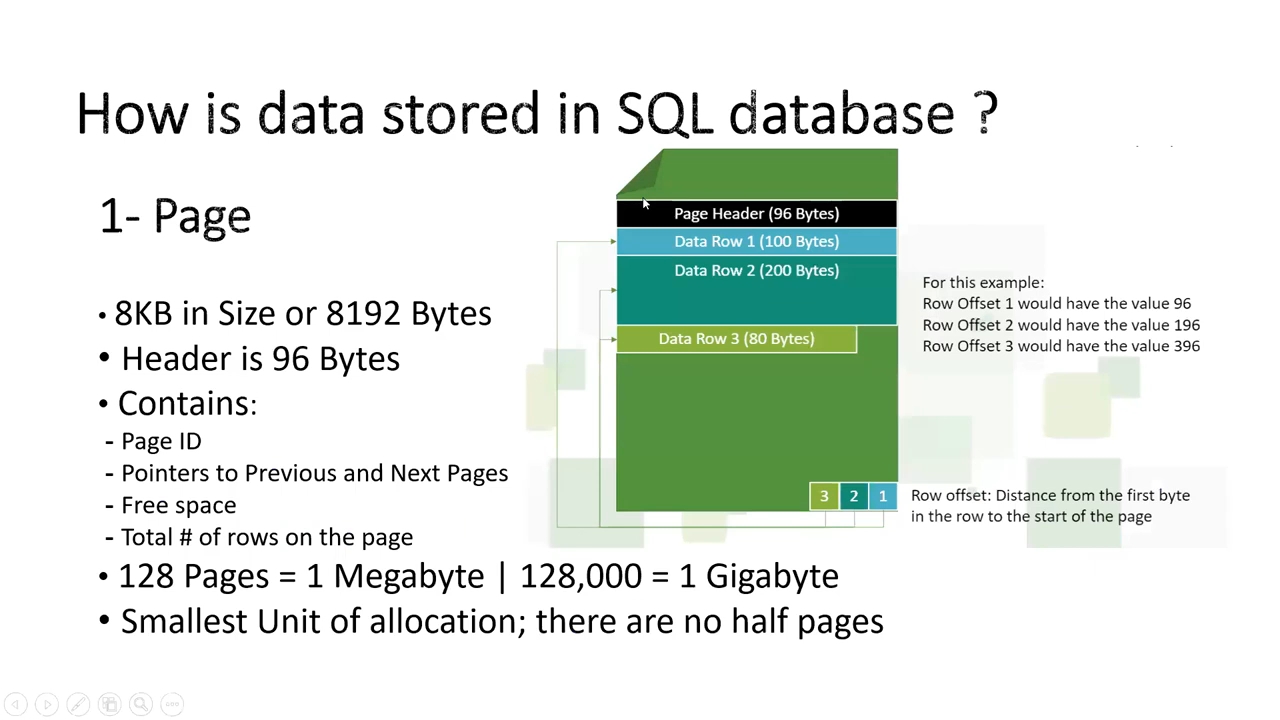 How is data stored in SQL database ?
1- Page
• 8KB in Size or 8192 Bytes
• Header is 96 Bytes
• Contains:
- Page ID
- Pointers to Previous and Next Pages
- Free space
- Total # of rows on the page
• 128 Pages = 1 Megabyte | 128,000 = 1 Gigabyte
• Smallest Unit of allocation; there are no half pages
Page Header (96 Bytes)
Data Row 1 (100 Bytes)
Data Row 2 (200 Bytes)
Data Row 3 (80 Bytes)
3 2 1
For this example:
Row Offset 1 would have the value 96
Row Offset 2 would have the value 196
Row Offset 3 would have the value 396
Row offset: Distance from the first byte
in the row to the start of the page